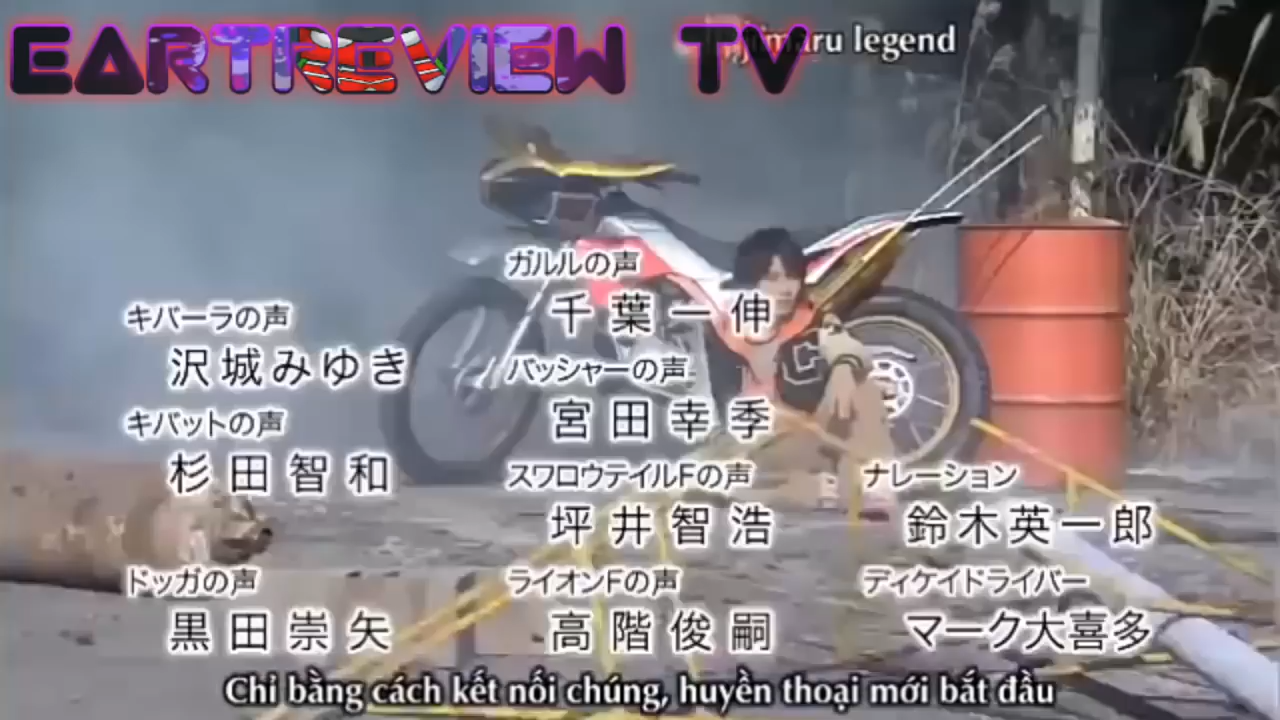 EARTREVIEW TV
legend
キバーラの声
沢城みゆき
キバットの声
杉田智和
ドッガの声
黒田崇矢
ガルルの声
千葉一伸
バッシャーの声
宮田幸季
スワロウテイルFの声
坪井智浩
ライオンFの声
高階俊嗣
ナレーション
鈴木英一郎
ディケイドライバー
マーク大喜多
Chỉ bằng cách kết nối chúng, huyền thoại mới bắt đầu